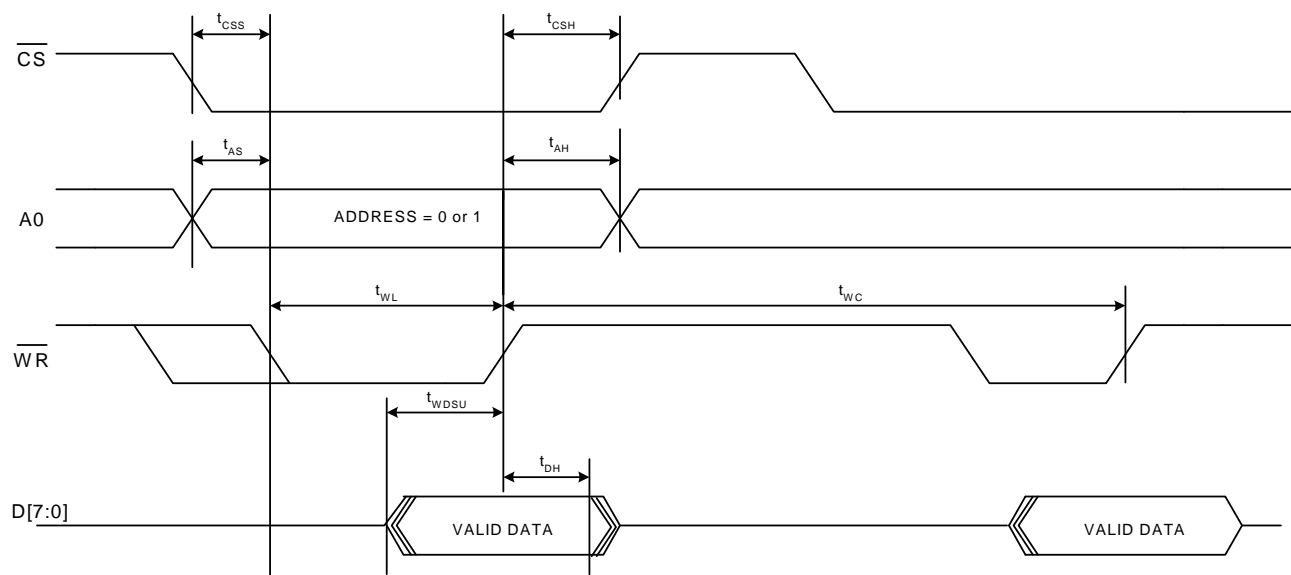 tCSS
tCSH
CS
tAS
tAH
A0
ADDRESS = 0 or 1
tWL
tWC
WR
tWDSU
tDH
D[7:0]
VALID DATA
VALID DATA